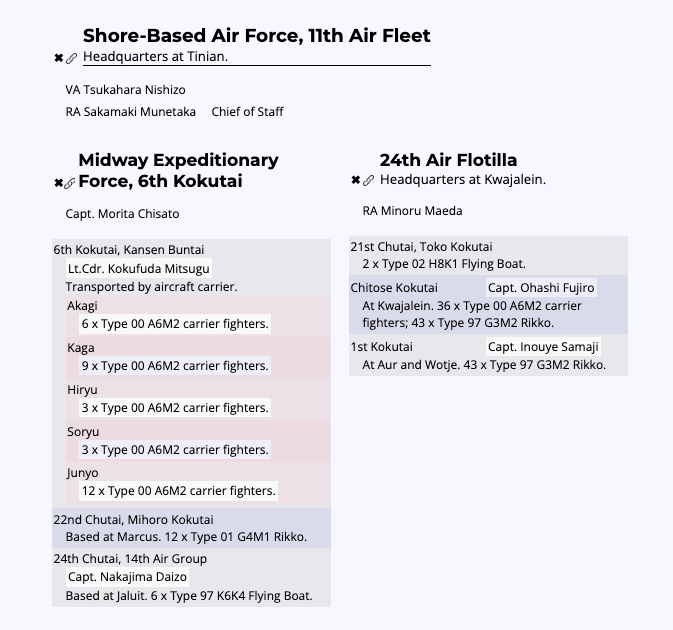 Shore-Based Air Force, 11th Air Fleet
Headquarters at Tinian.
VA Tsukahara Nishizo
RA Sakamaki Munetaka Chief of Staff
Midway Expeditionary
Force, 6th Kokutai
Capt. Morita Chisato
6th Kokutai, Kansen Buntai
Lt.Cdr. Kokufuda Mitsugu
Transported by aircraft carrier.
Akagi
6 x Type 00 A6M2 carrier fighters.
Kaga
9 x Type 00 A6M2 carrier fighters.
Hiryu
3 x Type 00 A6M2 carrier fighters.
Soryu
3 x Type 00 A6M2 carrier fighters.
Junyo
12 x Type 00 A6M2 carrier fighters.
22nd Chutai, Mihoro Kokutai
Based at Marcus. 12 x Type 01 G4M1 Rikko.
24th Chutai, 14th Air Group
Capt. Nakajima Daizo
Based at Jaluit. 6 x Type 97 K6K4 Flying Boat.
24th Air Flotilla
Headquarters at Kwajalein.
RA Minoru Maeda
21st Chutai, Toko Kokutai
2 x Type 02 H8K1 Flying Boat.
Chitose Kokutai Capt. Ohashi Fujiro
At Kwajalein. 36 x Type 00 A6M2 carrier
fighters; 43 x Type 97 G3M2 Rikko.
1st Kokutai Capt. Inouye Samaji
At Aur and Wotje. 43 x Type 97 G3M2 Rikko.